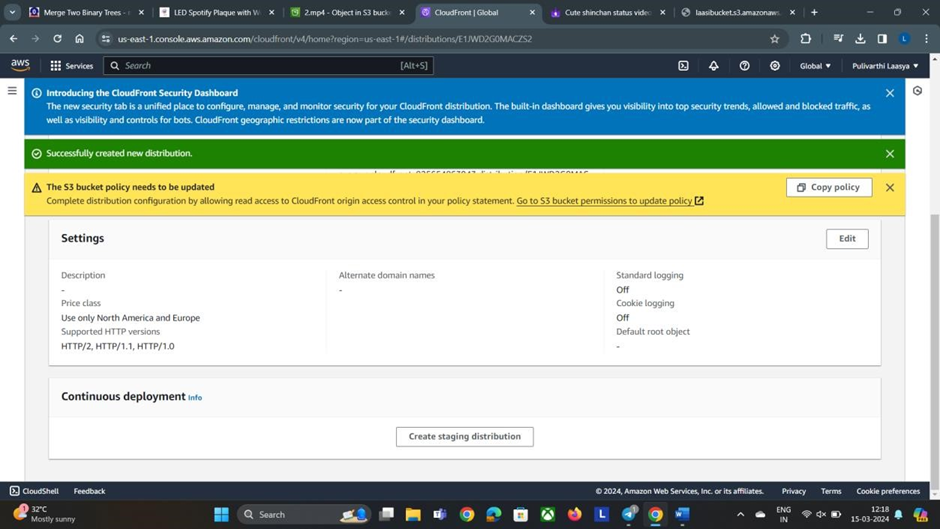 Merge Two Binary Trees -
LED Spotify Plaque with W
2.mp4 - Object in S3 bucke
CloudFront | Global
Cute shinchan status video
laasibucket.s3.amazonaws.
us-east-1.console.aws.amazon.com/cloudfront/v4/home?region=us-east-1#/distributions/E1JWD2G0MACZS2
aws
Services
Search
[Alt+S]
Global
Pulivarthi Laasya
Introducing the CloudFront Security Dashboard
The new security tab is a unified place to configure, manage, and monitor security for your CloudFront distribution. The built-in dashboard gives you visibility into top security trends, allowed and blocked traffic, as
well as visibility and controls for bots. CloudFront geographic restrictions are now part of the security dashboard.
Successfully created new distribution.
The S3 bucket policy needs to be updated
Copy policy
Complete distribution configuration by allowing read access to CloudFront origin access control in your policy statement. Go to S3 bucket permissions to update policy
Settings
Edit
Description
-
Price class
Use only North America and Europe
Supported HTTP versions
HTTP/2, HTTP/1.1, HTTP/1.0
Alternate domain names
-
Standard logging
Off
Cookie logging
Off
Default root object
-
Continuous deployment Info
Create staging distribution
CloudShell
Feedback
© 2024, Amazon Web Services, Inc. or its affiliates.
Privacy
Terms
Cookie preferences
32°C
Mostly sunny
Search
ENG
IN
12:18
15-03-2024